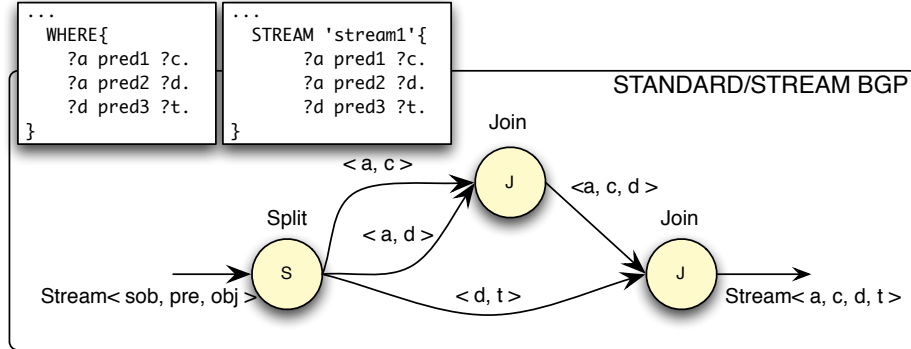 ...
WHERE{
?a pred1 ?c.
?a pred2 ?d.
?d pred3 ?t.
}
...
STREAM 'stream1'{
?a pred1 ?c.
?a pred2 ?d.
?d pred3 ?t.
}
STANDARD/STREAM BGP
Join
< a, c >
J
<a, c, d >
Split
< a, d >
Join
S
J
Stream< sob, pre, obj >
< d, t >
Stream< a, c, d, t >